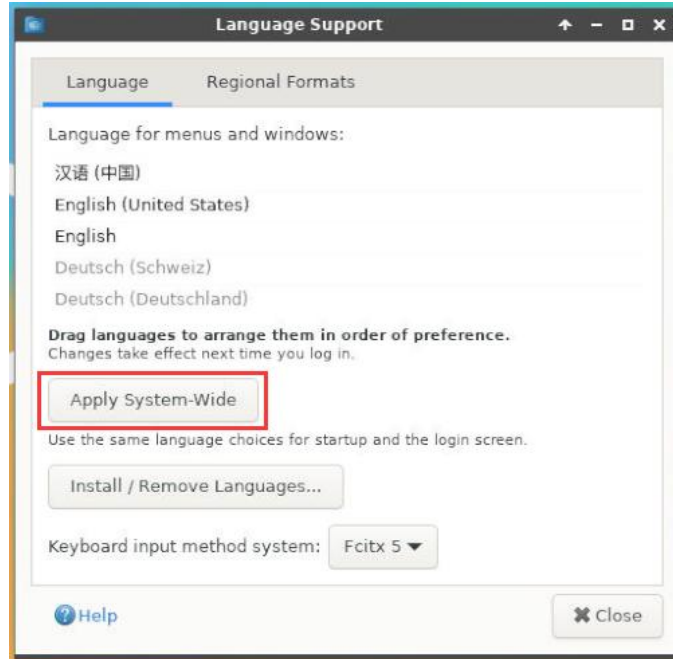 Language Support
Language Regional Formats
Language for menus and windows:
汉语 (中国)
English (United States)
English
Deutsch (Schweiz)
Deutsch (Deutschland)
Drag languages to arrange them in order of preference.
Changes take effect next time you log in.
Apply System-Wide
Use the same language choices for startup and the login screen.
Install / Remove Languages...
Keyboard input method system: Fcitx 5
Help Close